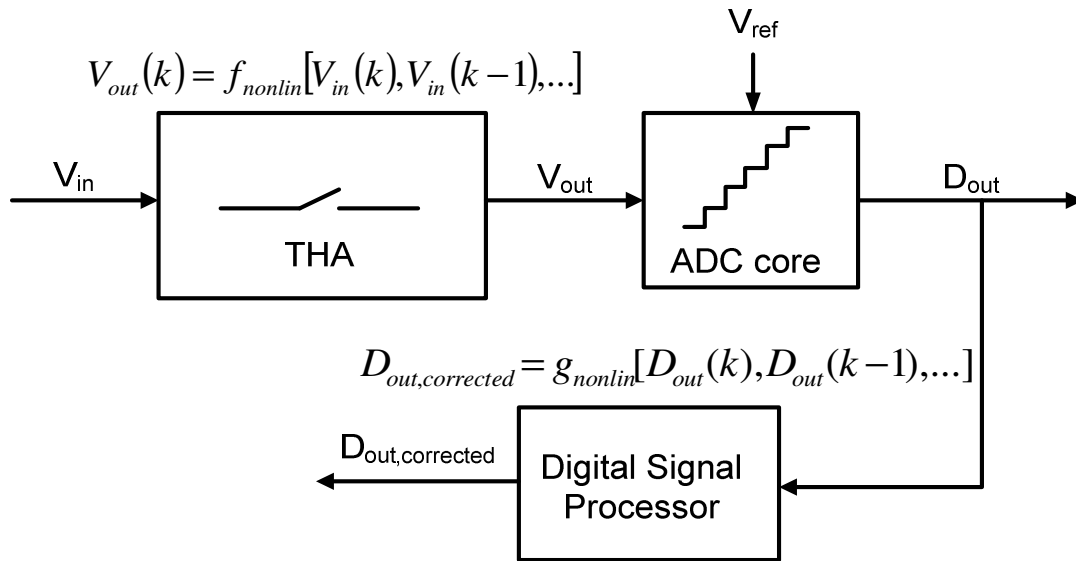 V_ref
V_out(k) = f_nonlin[V_in(k),V_in(k−1),...]
V_in
THA
V_out
ADC core
D_out
D_out,corrected = g_nonlin[D_out(k),D_out(k−1),...]
D_out,corrected
Digital Signal
Processor